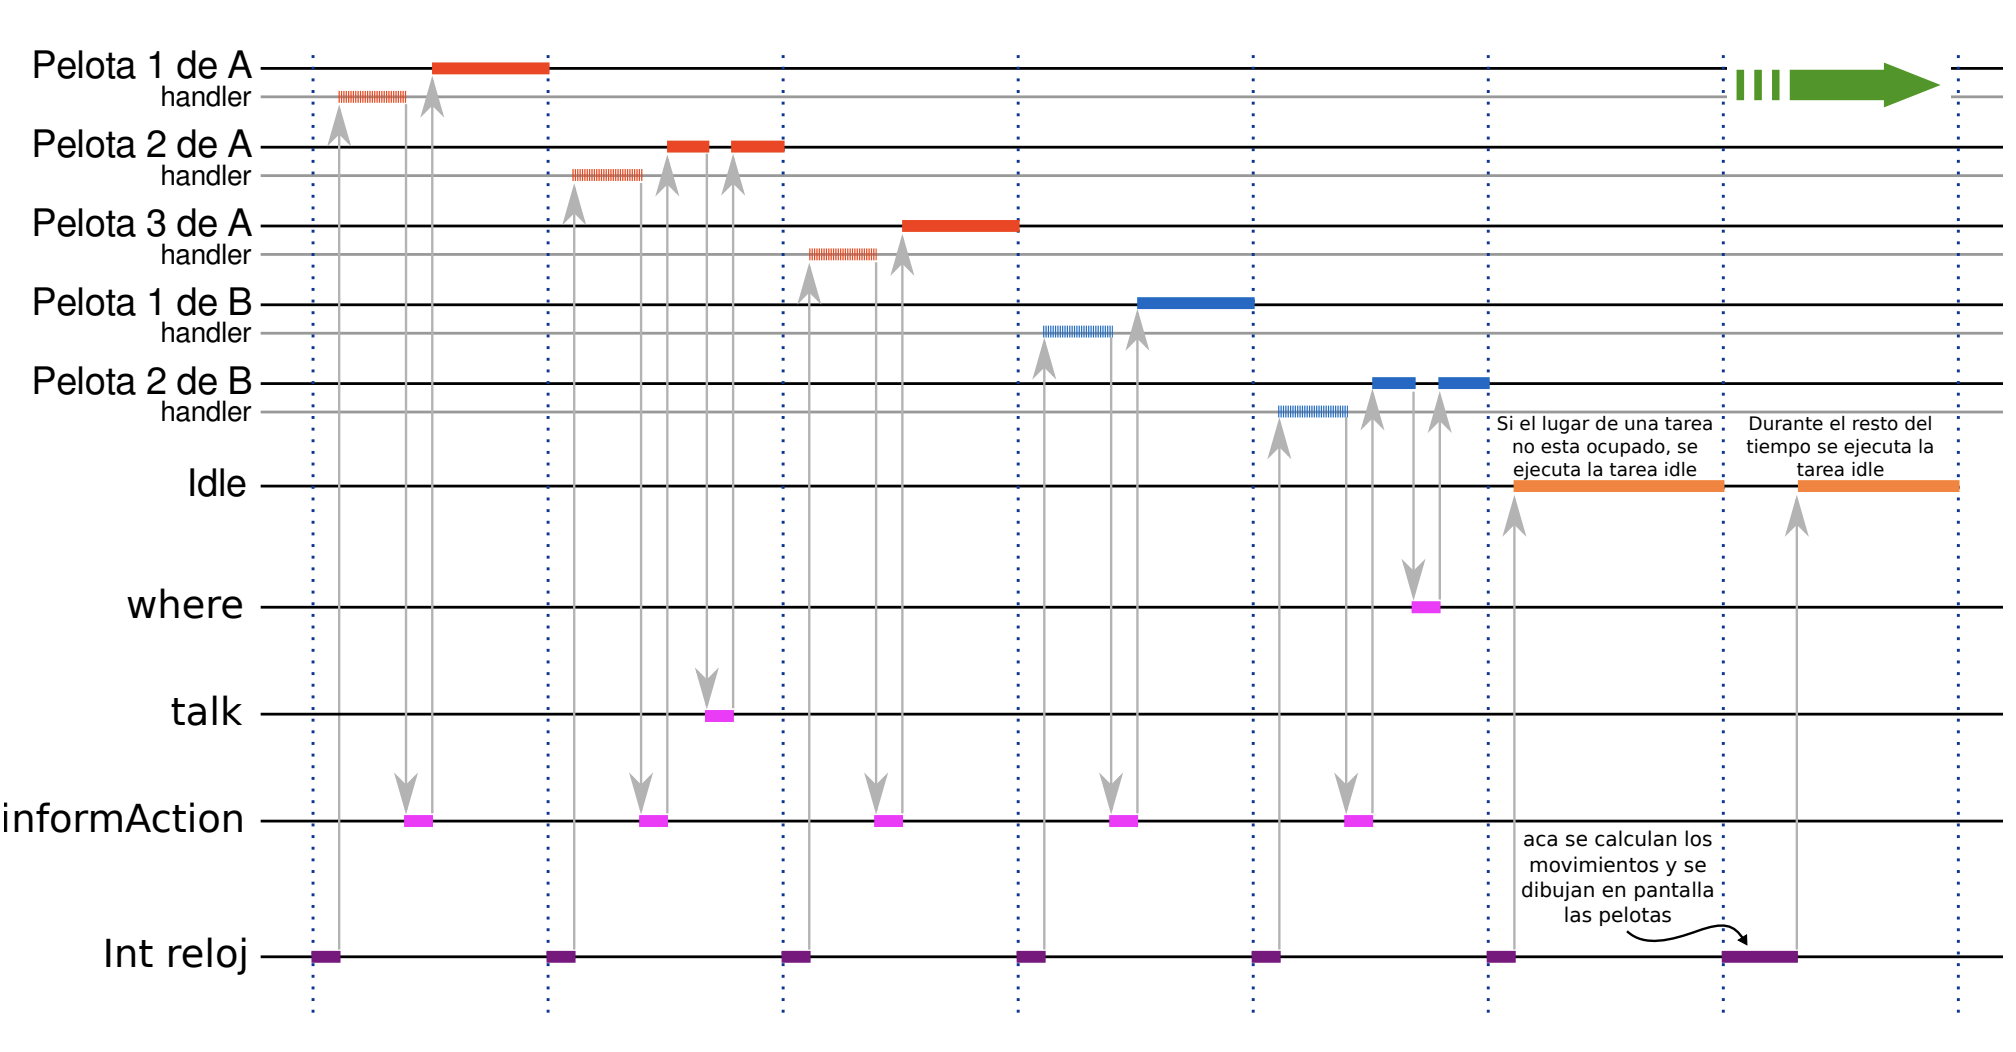 Pelota 1 de A
handler
Pelota 2 de A
handler
Pelota 3 de A
handler
Pelota 1 de B
handler
Pelota 2 de B
handler
Si el lugar de una tarea
no esta ocupado, se
ejecuta la tarea idle
Durante el resto del
tiempo se ejecuta la
tarea idle
Idle
where
talk
informAction
aca se calculan los
movimientos y se
dibujan en pantalla
las pelotas
Int reloj